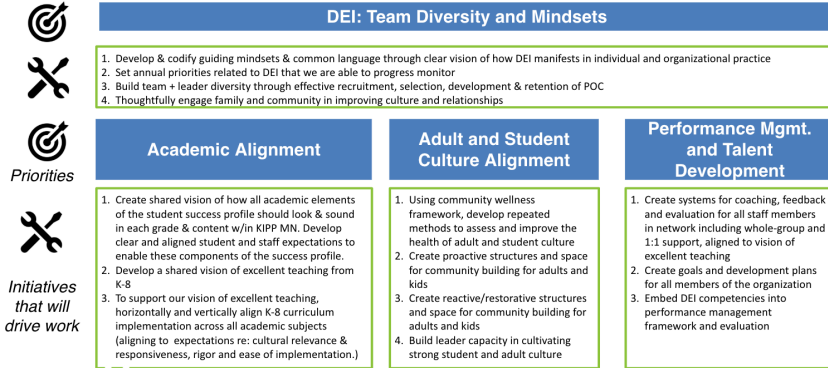 DEI: Team Diversity and Mindsets
1. Develop & codify guiding mindsets & common language through clear vision of how DEI manifests in individual and organizational practice
2. Set annual priorities related to DEI that we are able to progress monitor
3. Build team + leader diversity through effective recruitment, selection, development & retention of POC
4. Thoughtfully engage family and community in improving culture and relationships
Priorities
Academic Alignment
Adult and Student
Culture Alignment
Performance Mgmt.
and Talent
Development
Initiatives
that will
drive work
1. Create shared vision of how all academic elements
of the student success profile should look & sound
in each grade & content w/in KIPP MN. Develop
clear and aligned student and staff expectations to
enable these components of the success profile.
2. Develop a shared vision of excellent teaching from
K-8
3. To support our vision of excellent teaching,
horizontally and vertically align K-8 curriculum
implementation across all academic subjects
(aligning to expectations re: cultural relevance &
responsiveness, rigor and ease of implementation.)
1. Using community wellness
framework, develop repeated
methods to assess and improve the
health of adult and student culture
2. Create proactive structures and space
for community building for adults and
kids
3. Create reactive/restorative structures
and space for community building for
adults and kids
4. Build leader capacity in cultivating
strong student and adult culture
1. Create systems for coaching, feedback
and evaluation for all staff members
in network including whole-group and
1:1 support, aligned to vision of
excellent teaching
2. Create goals and development plans
for all members of the organization
3. Embed DEI competencies into
performance management
framework and evaluation